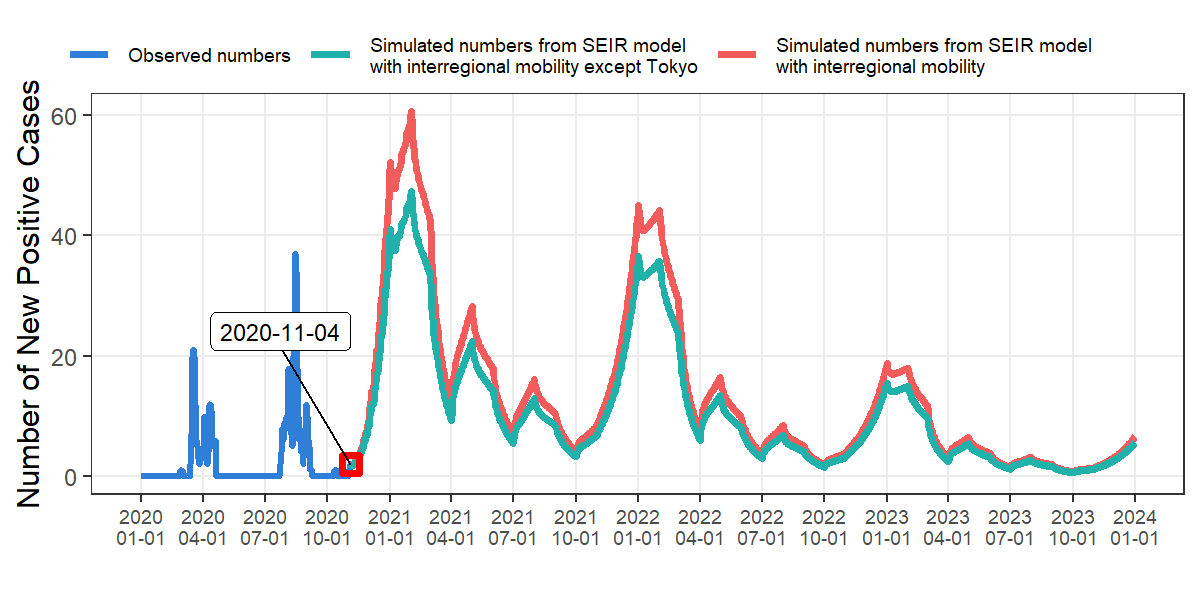 Observed numbers
Simulated numbers from SEIR model
with interregional mobility except Tokyo
Simulated numbers from SEIR model
with interregional mobility
Number of New Positive Cases
60
40
20
0
2020-11-04
2020 2020 2020 2020 2021 2021 2021 2021 2022 2022 2022 2022 2023 2023 2023 2023 2024
01-01 04-01 07-01 10-01 01-01 04-01 07-01 10-01 01-01 04-01 07-01 10-01 01-01 04-01 07-01 10-01 01-01